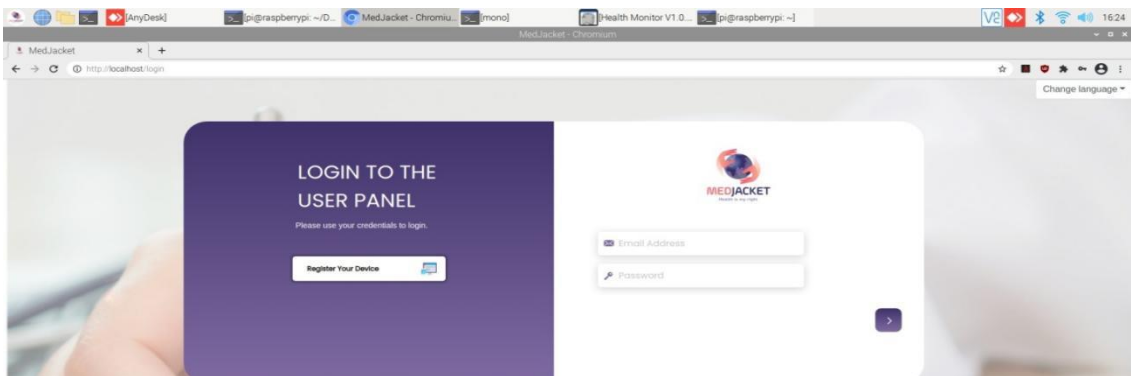 [AnyDesk]
[pi@raspberrypi: ~/D...
MedJacket - Chromiu...
[mono]
[Health Monitor V1.0...
[pi@raspberrypi: ~]
16:24
MedJacket - Chromium
MedJacket
http://localhost/login
Change language
LOGIN TO THE
USER PANEL
Please use your credentials to login.
Register Your Device
MEDJACKET
Email Address
Password